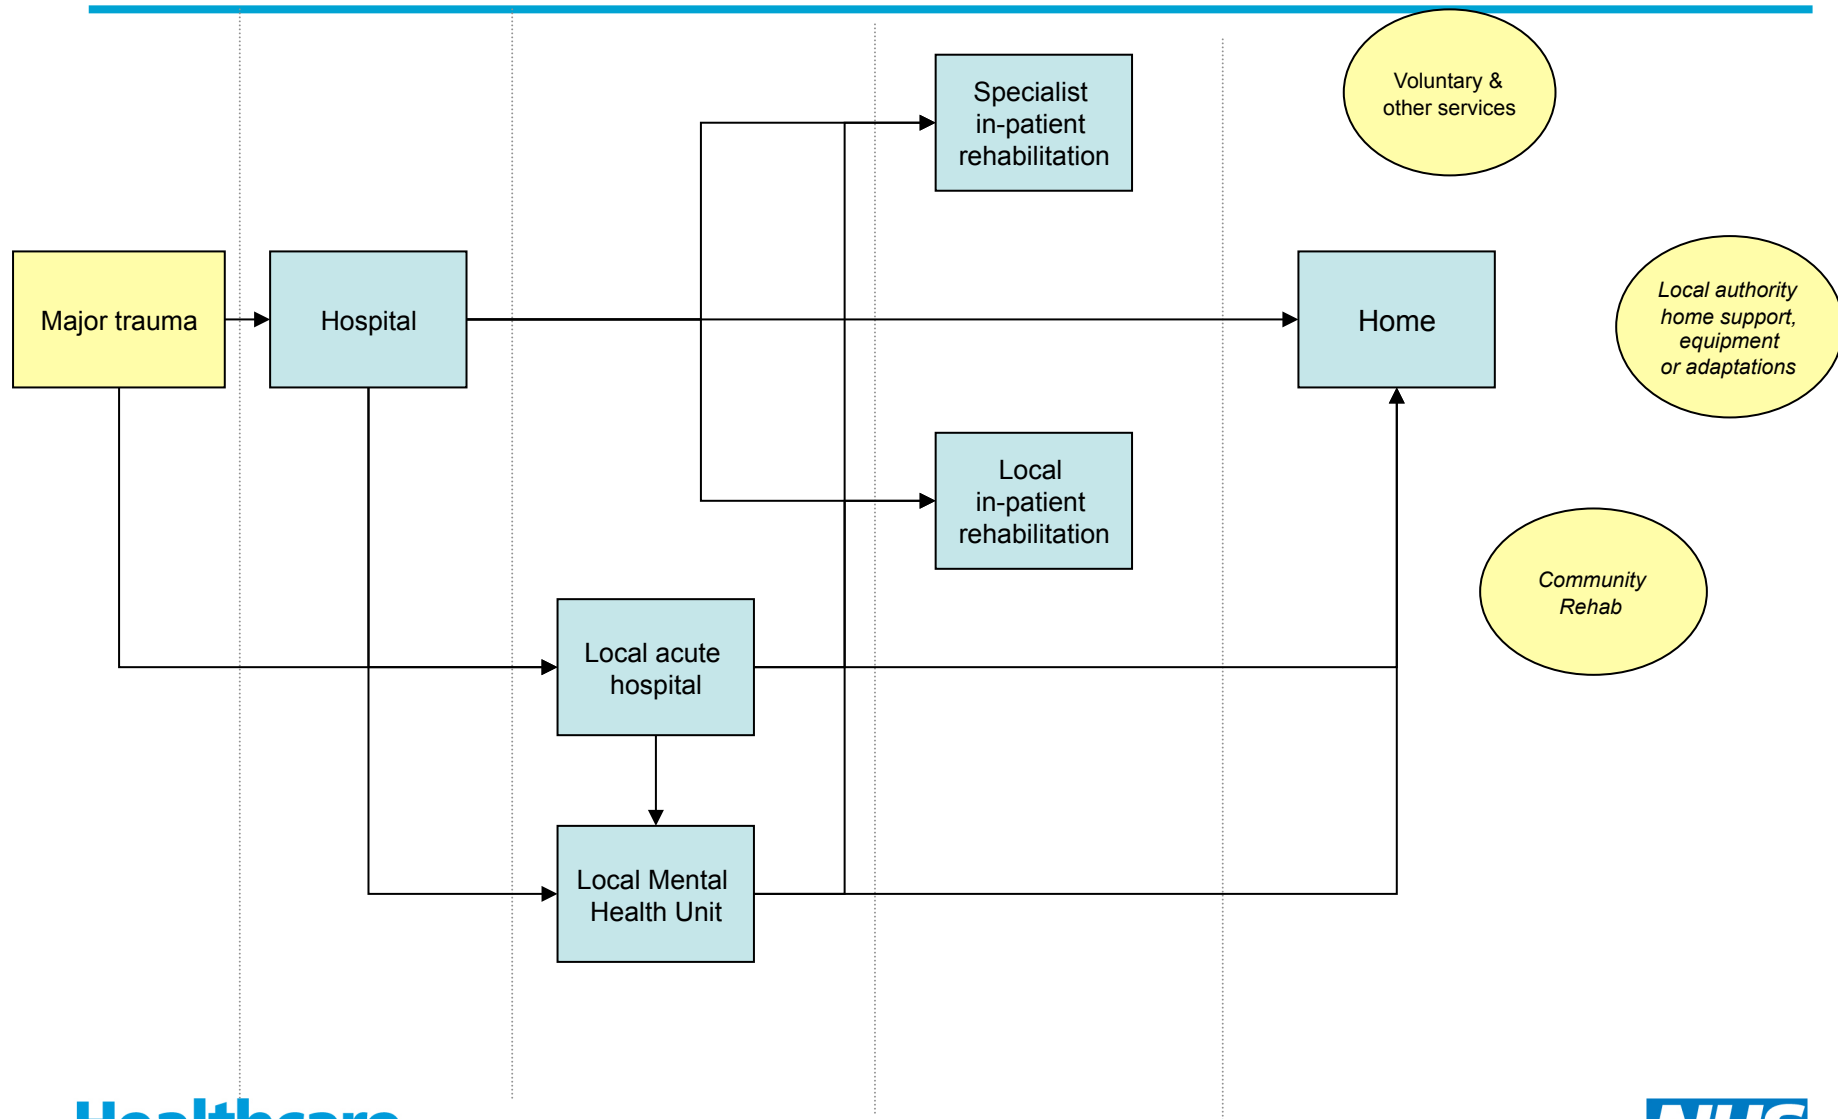 Specialist
in-patient
rehabilitation
Voluntary &
other services
Major trauma
Hospital
Home
Local authority
home support,
equipment
or adaptations
Local
in-patient
rehabilitation
Community
Rehab
Local acute
hospital
Local Mental
Health Unit
Healthcare
NHS